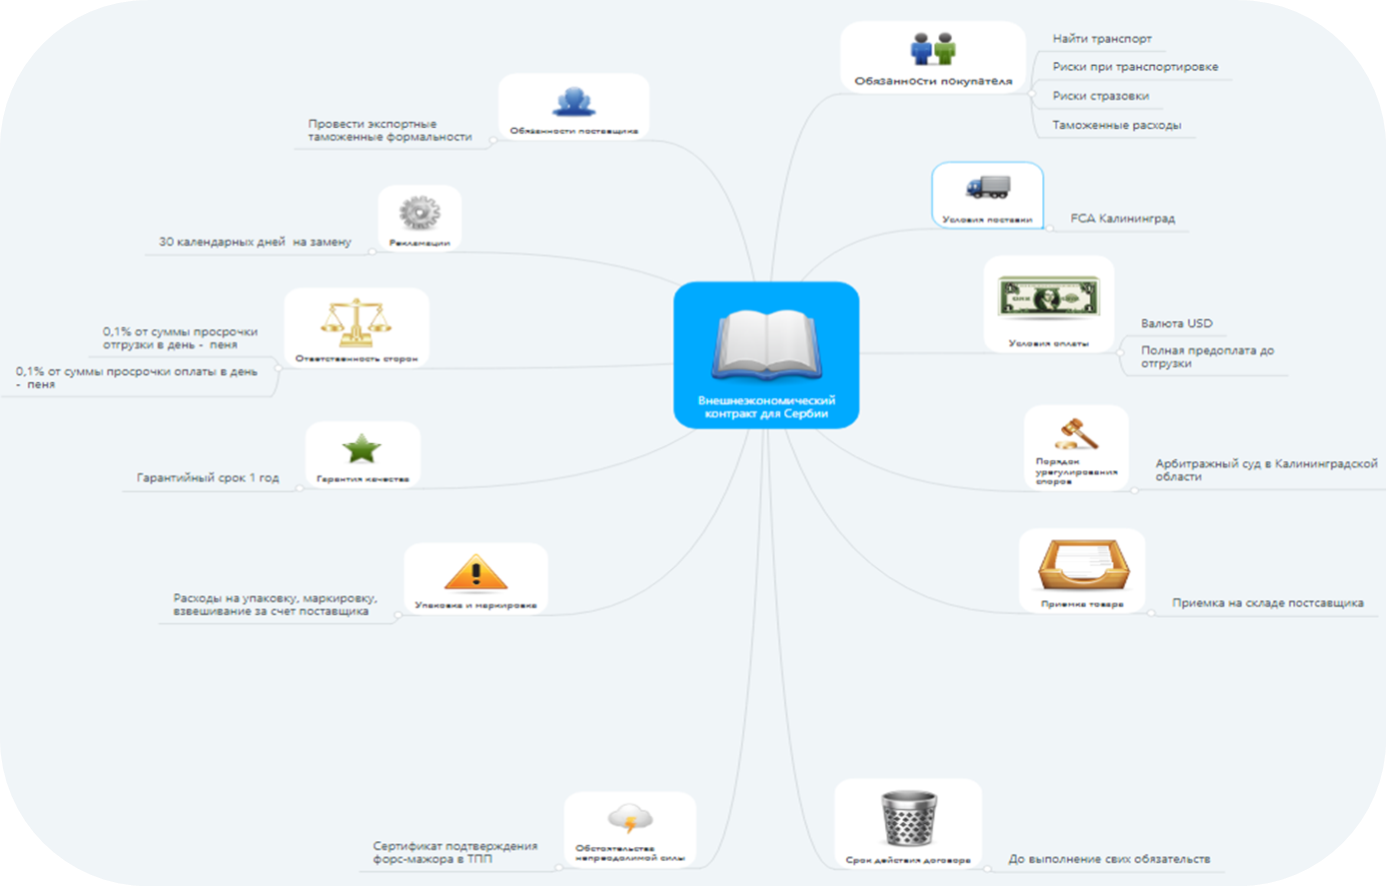 Обязанности покупателя
Найти транспорт
Риски при транспортировке
Риски стразовки
Таможенные расходы
Обязанности поставщика
Провести экспортные
таможенные формальности
Условия поставки
FCA Калининград
Рекламации
30 календарных дней на замену
Условия оплаты
Валюта USD
Полная предоплата до
отгрузки
Ответственность сторон
0,1% от суммы просрочки
отгрузки в день - пеня
0,1% от суммы просрочки оплаты в день
- пеня
Внешнеэкономический
контракт для Сербии
Порядок
урегулирования
споров
Арбитражный суд в Калининградской
области
Гарантия качества
Гарантийный срок 1 год
Приемка товара
Приемка на складе постсавщика
Упаковка и маркировка
Расходы на упаковку, маркировку,
взвешивание за счет поставщика
Обстоятельства
непреодолимой силы
Сертификат подтверждения
форс-мажора в ТПП
Срок действия договора
До выполнение свих обязательств